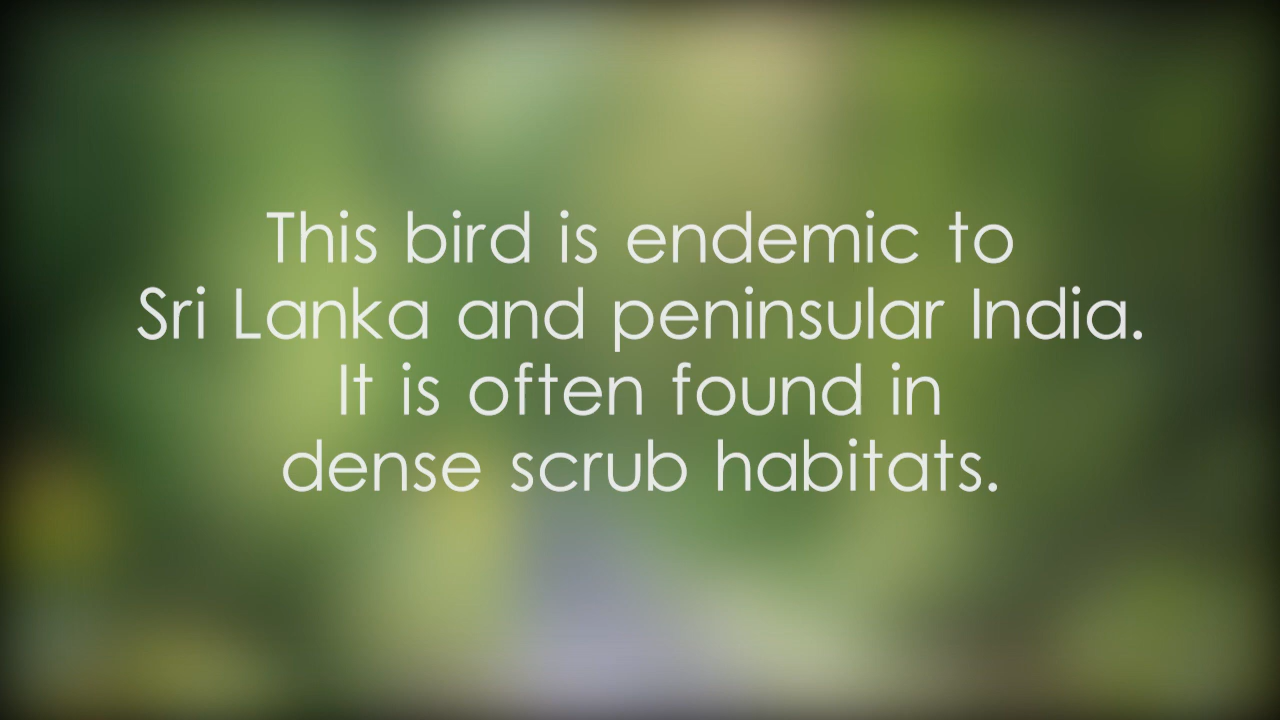 This bird is endemic to
Sri Lanka and peninsular India.
It is often found in
dense scrub habitats.